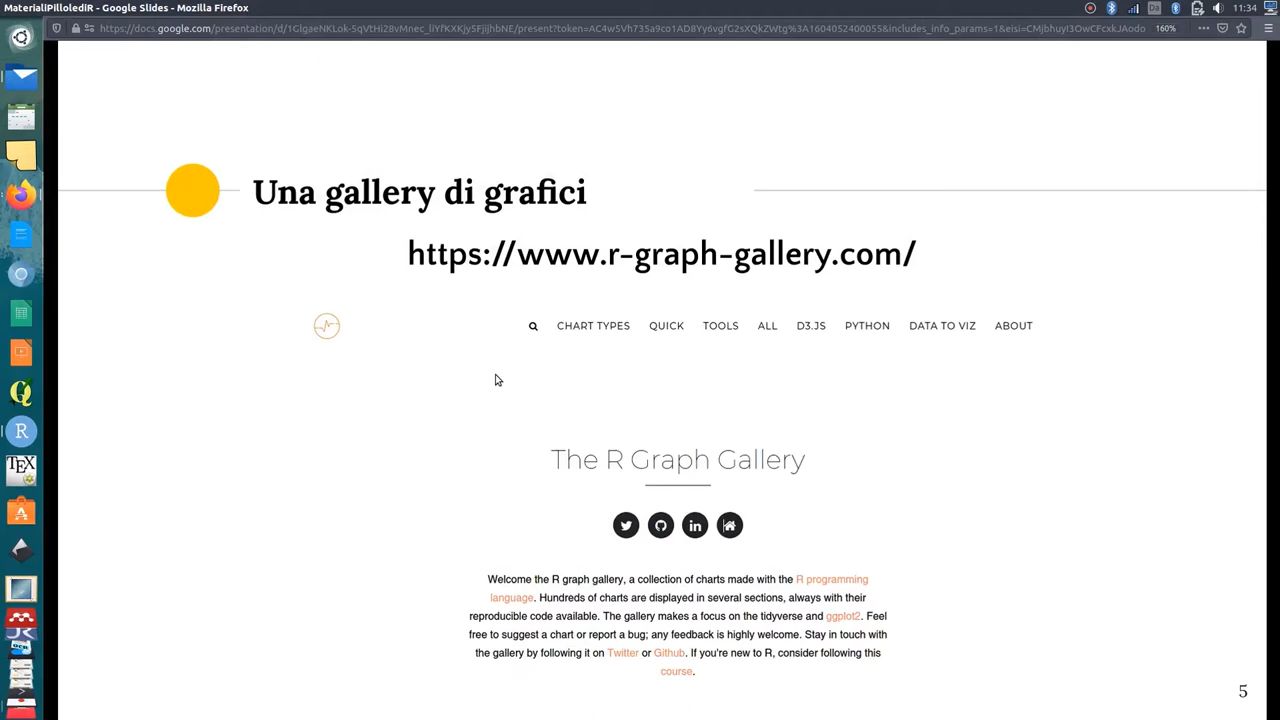 MaterialiPillolediR - Google Slides - Mozilla Firefox
Da
11:34
160%
Una gallery di grafici
https://www.r-graph-gallery.com/
CHART TYPES QUICK TOOLS ALL D3.JS PYTHON DATA TO VIZ ABOUT
The R Graph Gallery
Welcome the R graph gallery, a collection of charts made with the R programming
language. Hundreds of charts are displayed in several sections, always with their
reproducible code available. The gallery makes a focus on the tidyverse and ggplot2. Feel
free to suggest a chart or report a bug; any feedback is highly welcome. Stay in touch with
the gallery by following it on Twitter or Github. If you're new to R, consider following this
course.
5